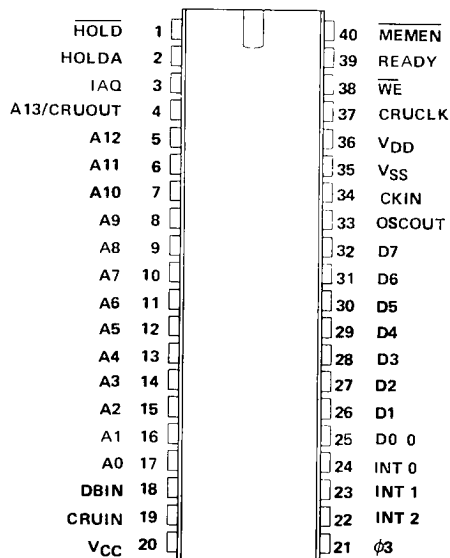 HOLD 1 40 MEMEN
HOLDA 2 39 READY
IAQ 3 38 WE
A13/CRUOUT 4 37 CRUCLK
A12 5 36 VDD
A11 6 35 VSS
A10 7 34 CKIN
A9 8 33 OSCOUT
A8 9 32 D7
A7 10 31 D6
A6 11 30 D5
A5 12 29 D4
A4 13 28 D3
A3 14 27 D2
A2 15 26 D1
A1 16 25 D0 0
A0 17 24 INT 0
DBIN 18 23 INT 1
CRUIN 19 22 INT 2
VCC 20 21 ϕ3